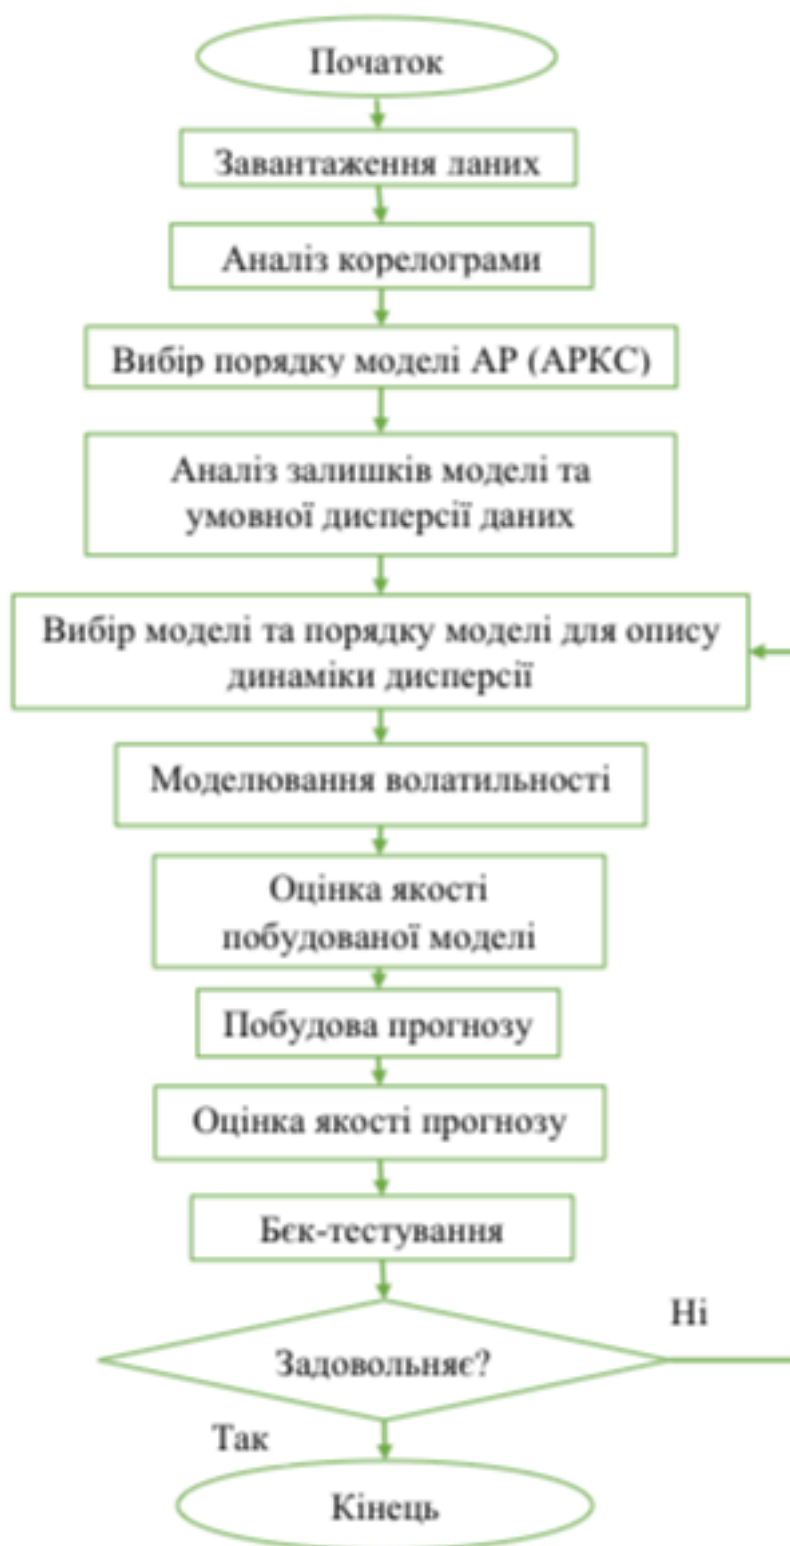 Початок
Завантаження даних
Аналіз корелограми
Вибір порядку моделі АР (АРКС)
Аналіз залишків моделі та
умовної дисперсії даних
Вибір моделі та порядку моделі для опису
динаміки дисперсії
Моделювання волатильності
Оцінка якості
побудованої моделі
Побудова прогнозу
Оцінка якості прогнозу
Бєк-тестування
Ні
Задовольняє?
Так
Кінець